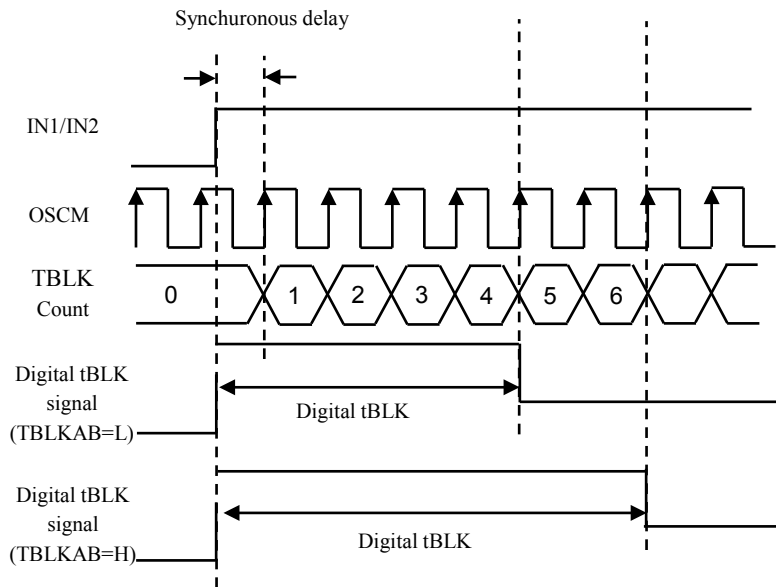 Synchuronous delay
IN1/IN2
OSCM
TBLK
Count
0
1
2
3
4
5
6
Digital tBLK
signal
(TBLKAB=L)
Digital tBLK
Digital tBLK
signal
(TBLKAB=H)
Digital tBLK